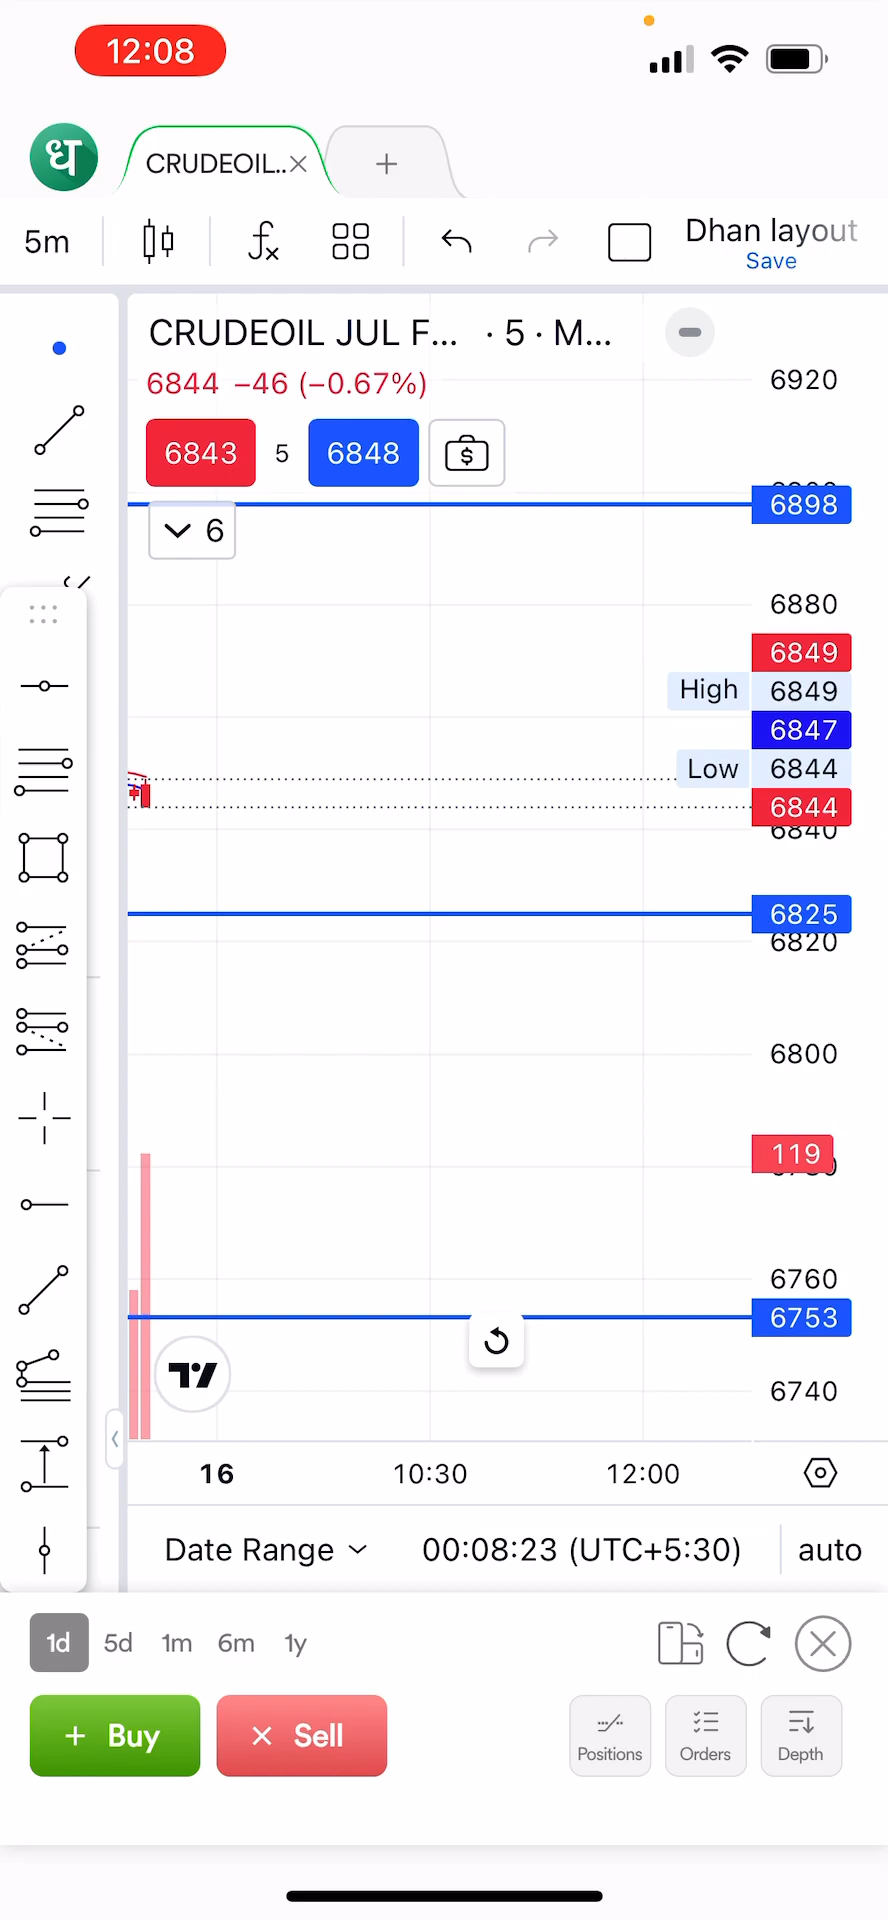 12:08
ध
CRUDEOIL..
5m
Dhan layout
Save
CRUDEOIL JUL F... · 5 · M...
6844 −46 (−0.67%)
6920
6843 5 6848
6898
6
6880
6849
High 6849
6847
Low 6844
6844
6840
6825
6820
6800
119
6760
6753
6740
16 10:30 12:00
Date Range 00:08:23 (UTC+5:30) auto
1d 5d 1m 6m 1y
+ Buy × Sell
Positions Orders Depth